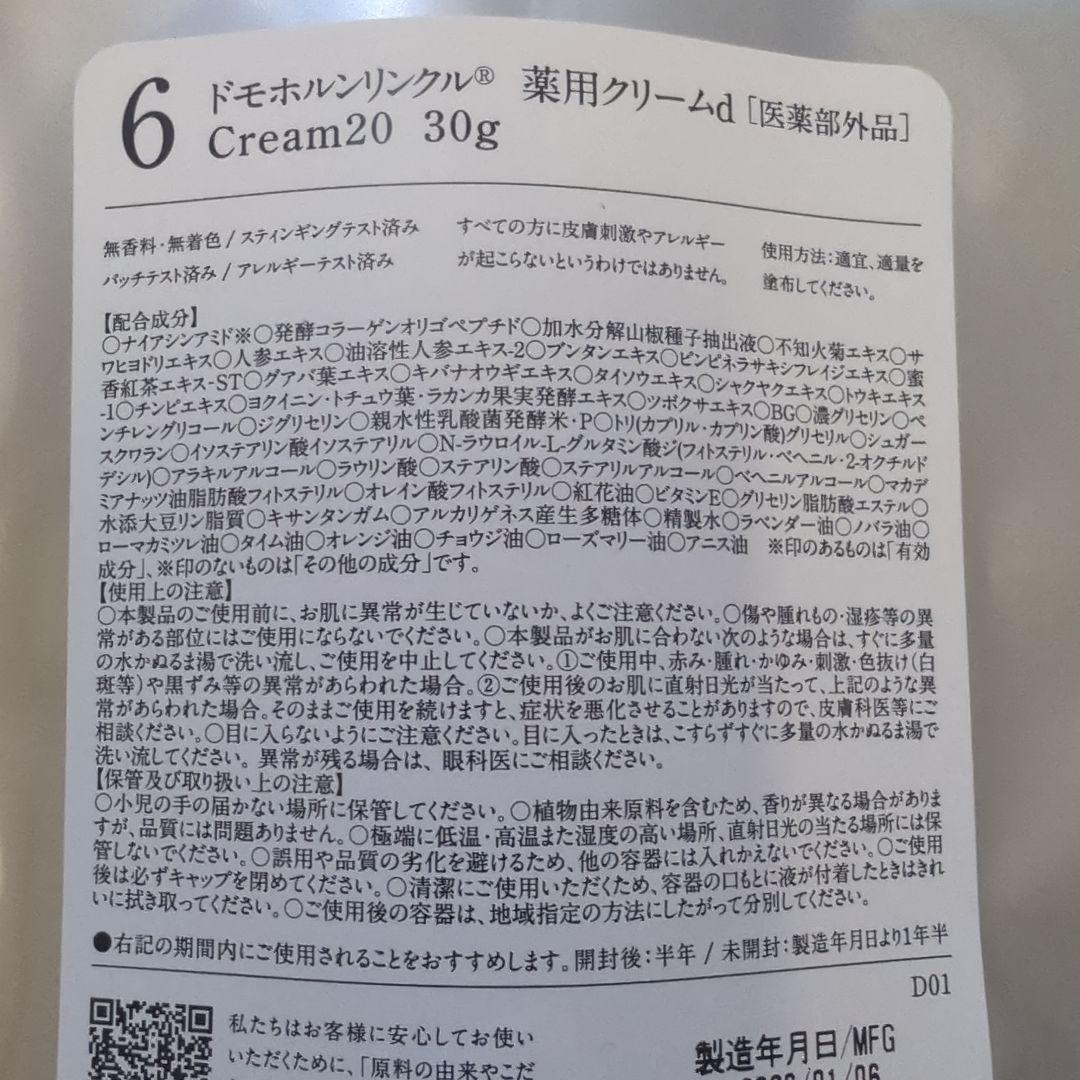 6 ドモホルンリンクル® 薬用クリームd [医薬部外品]
Cream20 30g
無香料・無着色 / スティンギングテスト済み
パッチテスト済み / アレルギーテスト済み
すべての方に皮膚刺激やアレルギー
が起こらないというわけではありません。
使用方法:適宜、適量を
塗布してください。
【配合成分】
○ナイアシンアミド※○発酵コラーゲンオリゴペプチド○加水分解山椒種子抽出液○不知火菊エキス○サ
ワヒヨドリエキス○人参エキス○油溶性人参エキス-2○ブンタンエキス○ピンピネラサキシフレイジエキス○蜜
香紅茶エキス-ST○グアバ葉エキス○キバナオウギエキス○タイソウエキス○シャクヤクエキス○トウキエキス
-1○チンピエキス○ヨクイニン・トチュウ葉・ラカンカ果実発酵エキス○ツボクサエキス○BG○濃グリセリン○ペ
ンチレングリコール○ジグリセリン○親水性乳酸菌発酵米・P○トリ(カプリル・カプリン酸)グリセリル○シュガー
スクワラン○イソステアリン酸イソステアリル○N-ラウロイル-L-グルタミン酸ジ(フィトステリル・ベヘニル・2-オクチルド
デシル)○アラキルアルコール○ラウリン酸○ステアリン酸○ステアリルアルコール○ベヘニルアルコール○マカデ
ミアナッツ油脂肪酸フィトステリル○オレイン酸フィトステリル○紅花油○ビタミンE○グリセリン脂肪酸エステル○
水添大豆リン脂質○キサンタンガム○アルカリゲネス産生多糖体○精製水○ラベンダー油○ノバラ油○
ローマカミツレ油○タイム油○オレンジ油○チョウジ油○ローズマリー油○アニス油 ※印のあるものは「有効
成分」、※印のないものは「その他の成分」です。
【使用上の注意】
○本製品のご使用前に、お肌に異常が生じていないか、よくご注意ください。○傷や腫れもの・湿疹等の異
常がある部位にはご使用にならないでください。○本製品がお肌に合わない次のような場合は、すぐに多量
の水かぬるま湯で洗い流し、ご使用を中止してください。①ご使用中、赤み・腫れ・かゆみ・刺激・色抜け(白
斑等)や黒ずみ等の異常があらわれた場合。②ご使用後のお肌に直射日光が当たって、上記のような異
常があらわれた場合。そのままご使用を続けますと、症状を悪化させることがありますので、皮膚科医等にご
相談ください。○目に入らないようにご注意ください。目に入ったときは、こすらずすぐに多量の水かぬるま湯で
洗い流してください。異常が残る場合は、眼科医にご相談ください。
【保管及び取り扱い上の注意】
○小児の手の届かない場所に保管してください。○植物由来原料を含むため、香りが異なる場合がありま
すが、品質には問題ありません。○極端に低温・高温また湿度の高い場所、直射日光の当たる場所には保
管しないでください。○誤用や品質の劣化を避けるため、他の容器には入れかえないでください。○ご使用
後は必ずキャップを閉めてください。○清潔にご使用いただくため、容器の口もとに液が付着したときはきれ
いに拭き取ってください。○ご使用後の容器は、地域指定の方法にしたがって分別してください。
●右記の期間内にご使用されることをおすすめします。開封後:半年 / 未開封:製造年月日より1年半
D01
私たちはお客様に安心してお使い
いただくために、「原料の由来やこだ
製造年月日/MFG